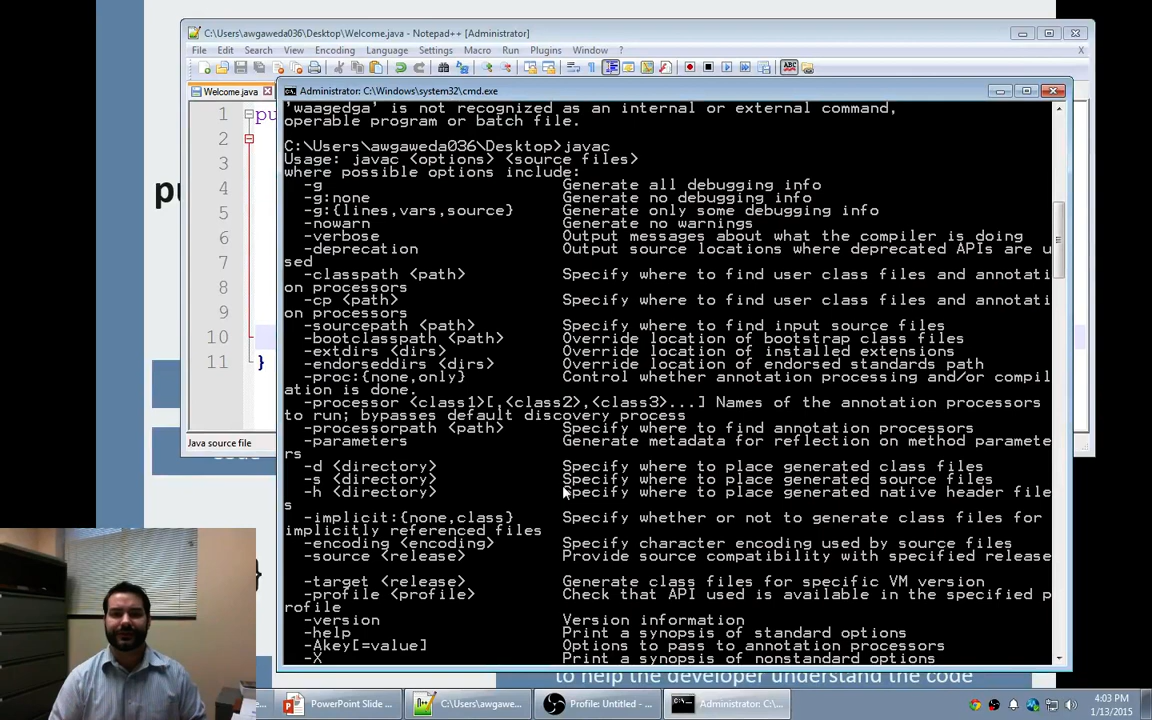 C:\Users\awgaweda036\Desktop\Welcome.java - Notepad++ [Administrator]
File Edit Search View Encoding Language Settings Macro Run Plugins Window ? X
Welcome.java
Administrator: C:\Windows\system32\cmd.exe
'waagedga' is not recognized as an internal or external command,
operable program or batch file.
C:\Users\awgaweda036\Desktop>javac
Usage: javac <options> <source files>
where possible options include:
-g Generate all debugging info
-g:none Generate no debugging info
-g:{lines,vars,source} Generate only some debugging info
-nowarn Generate no warnings
-verbose Output messages about what the compiler is doing
-deprecation Output source locations where deprecated APIs are u
sed
-classpath <path> Specify where to find user class files and annotati
on processors
-cp <path> Specify where to find user class files and annotati
on processors
-sourcepath <path> Specify where to find input source files
-bootclasspath <path> Override location of bootstrap class files
-extdirs <dirs> Override location of installed extensions
-endorseddirs <dirs> Override location of endorsed standards path
-proc:{none,only} Control whether annotation processing and/or compil
ation is done.
-processor <class1>[,<class2>,<class3>...] Names of the annotation processors
to run; bypasses default discovery process
-processorpath <path> Specify where to find annotation processors
-parameters Generate metadata for reflection on method paramete
rs
-d <directory> Specify where to place generated class files
-s <directory> Specify where to place generated source files
-h <directory> Specify where to place generated native header file
s
-implicit:{none,class} Specify whether or not to generate class files for
implicitly referenced files
-encoding <encoding> Specify character encoding used by source files
-source <release> Provide source compatibility with specified release
-target <release> Generate class files for specific VM version
-profile <profile> Check that API used is available in the specified p
rofile
-version Version information
-help Print a synopsis of standard options
-Akey[=value] Options to pass to annotation processors
-X Print a synopsis of nonstandard options
1 pu
2
3
4
5
6
7
8
9
10
11 }
pu
Java source file
code
}
to help the developer understand the code
PowerPoint Slide ...
C:\Users\awgawe...
Profile: Untitled - ...
Administrator: C:\...
4:03 PM
1/13/2015